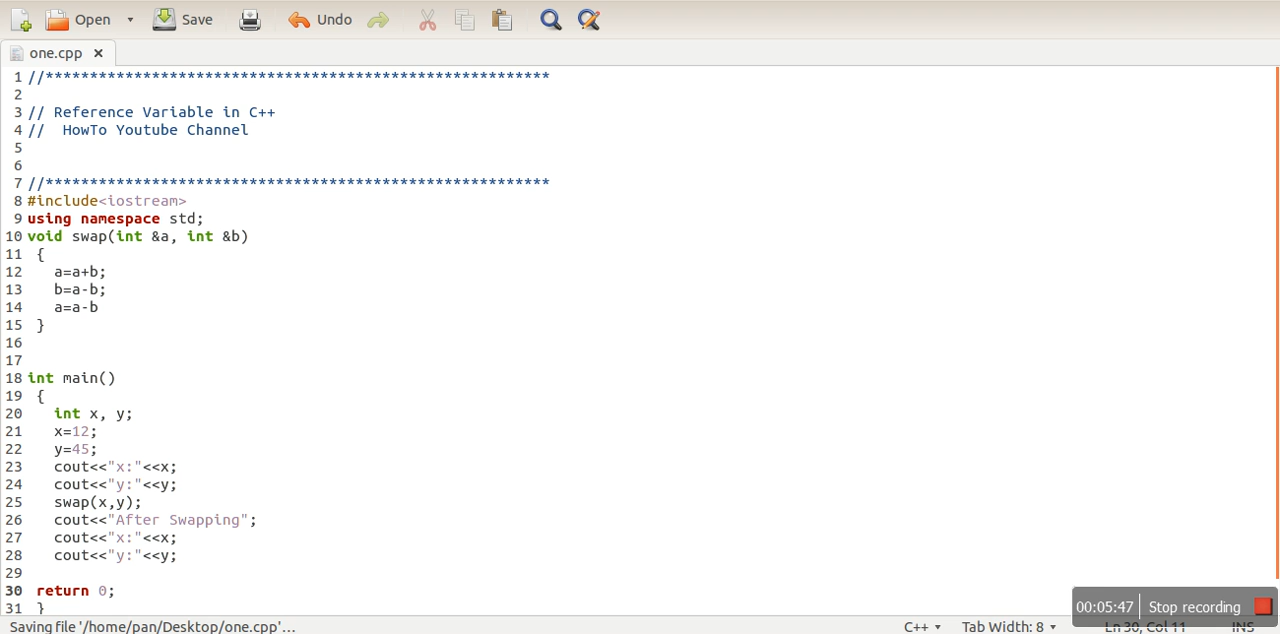 Open Save Undo
one.cpp ×
1 //*********************************************************
2
3 // Reference Variable in C++
4 //  HowTo Youtube Channel
5
6
7 //*********************************************************
8 #include<iostream>
9 using namespace std;
10 void swap(int &a, int &b)
11  {
12    a=a+b;
13    b=a-b;
14    a=a-b
15  }
16
17
18 int main()
19  {
20    int x, y;
21    x=12;
22    y=45;
23    cout<<"x:"<<x;
24    cout<<"y:"<<y;
25    swap(x,y);
26    cout<<"After Swapping";
27    cout<<"x:"<<x;
28    cout<<"y:"<<y;
29
30  return 0;
31  }
00:05:47 Stop recording
Saving file '/home/pan/Desktop/one.cpp'... C++ Tab Width: 8 Ln 30, Col 11 INS